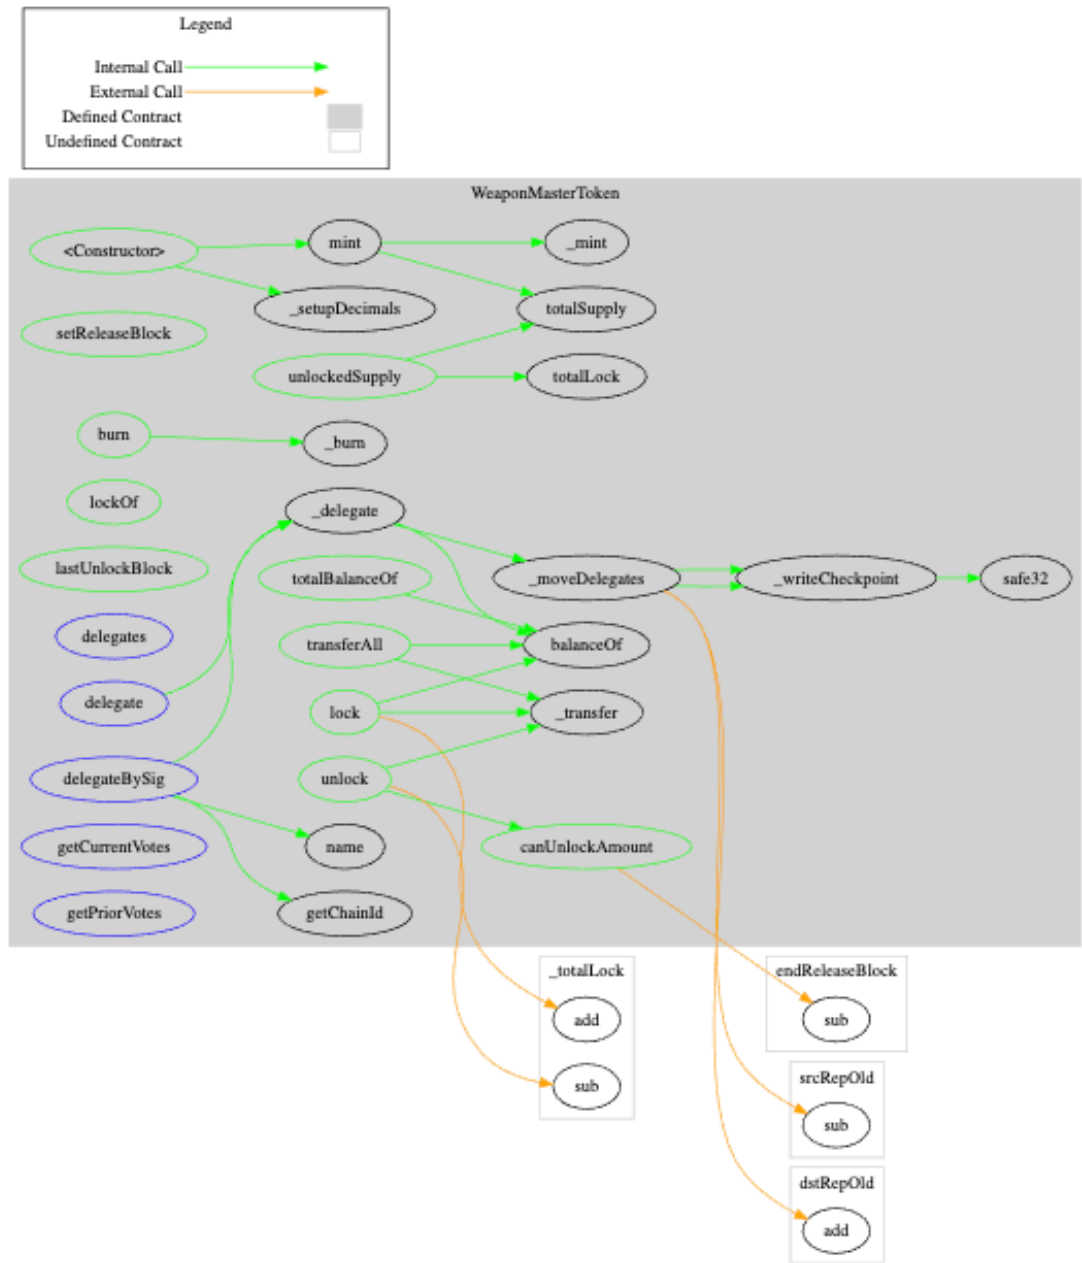 Legend
Internal Call
External Call
Defined Contract
Undefined Contract
WeaponMasterToken
<Constructor>
mint
_mint
_setupDecimals
totalSupply
setReleaseBlock
unlockedSupply
totalLock
burn
_burn
lockOf
_delegate
lastUnlockBlock
totalBalanceOf
_moveDelegates
_writeCheckpoint
safe32
delegates
transferAll
balanceOf
delegate
lock
_transfer
delegateBySig
unlock
getCurrentVotes
name
canUnlockAmount
getPriorVotes
getChainId
_totalLock
add
sub
endReleaseBlock
sub
srcRepOld
sub
dstRepOld
add